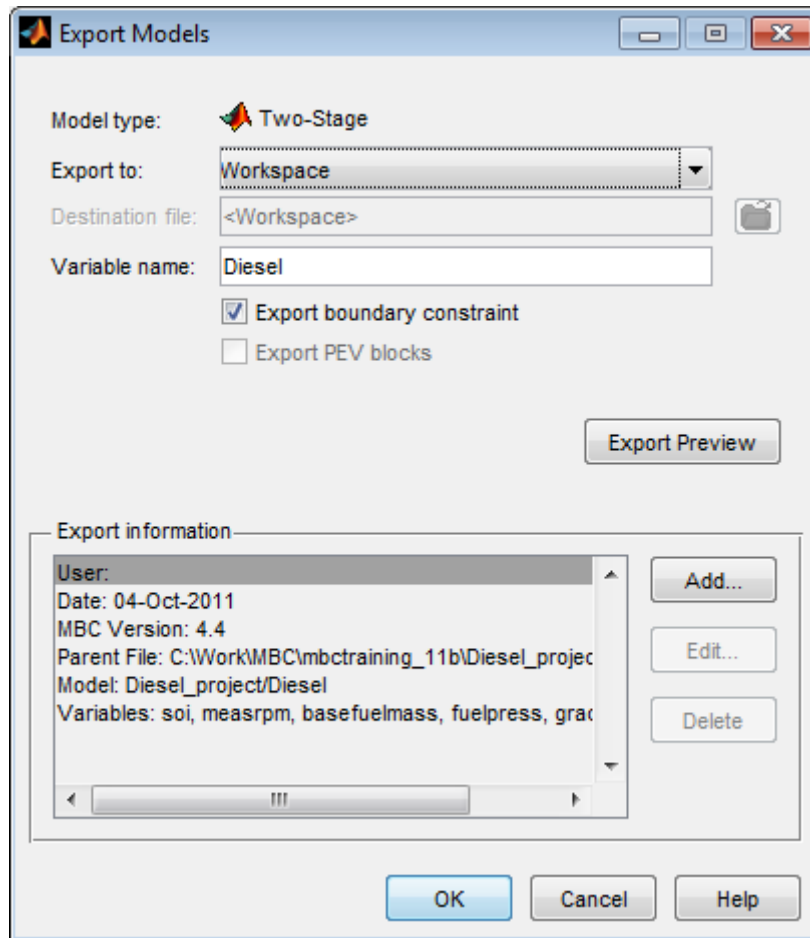 Export Models
Model type: Two-Stage
Export to: Workspace
Destination file: <Workspace>
Variable name: Diesel
Export boundary constraint
Export PEV blocks
Export Preview
Export information
User:
Date: 04-Oct-2011
MBC Version: 4.4
Parent File: C:\Work\MBC\mbctraining_11b\Diesel_projec
Model: Diesel_project/Diesel
Variables: soi, measrpm, basefuelmass, fuelpress, grac
Add...
Edit...
Delete
OK Cancel Help